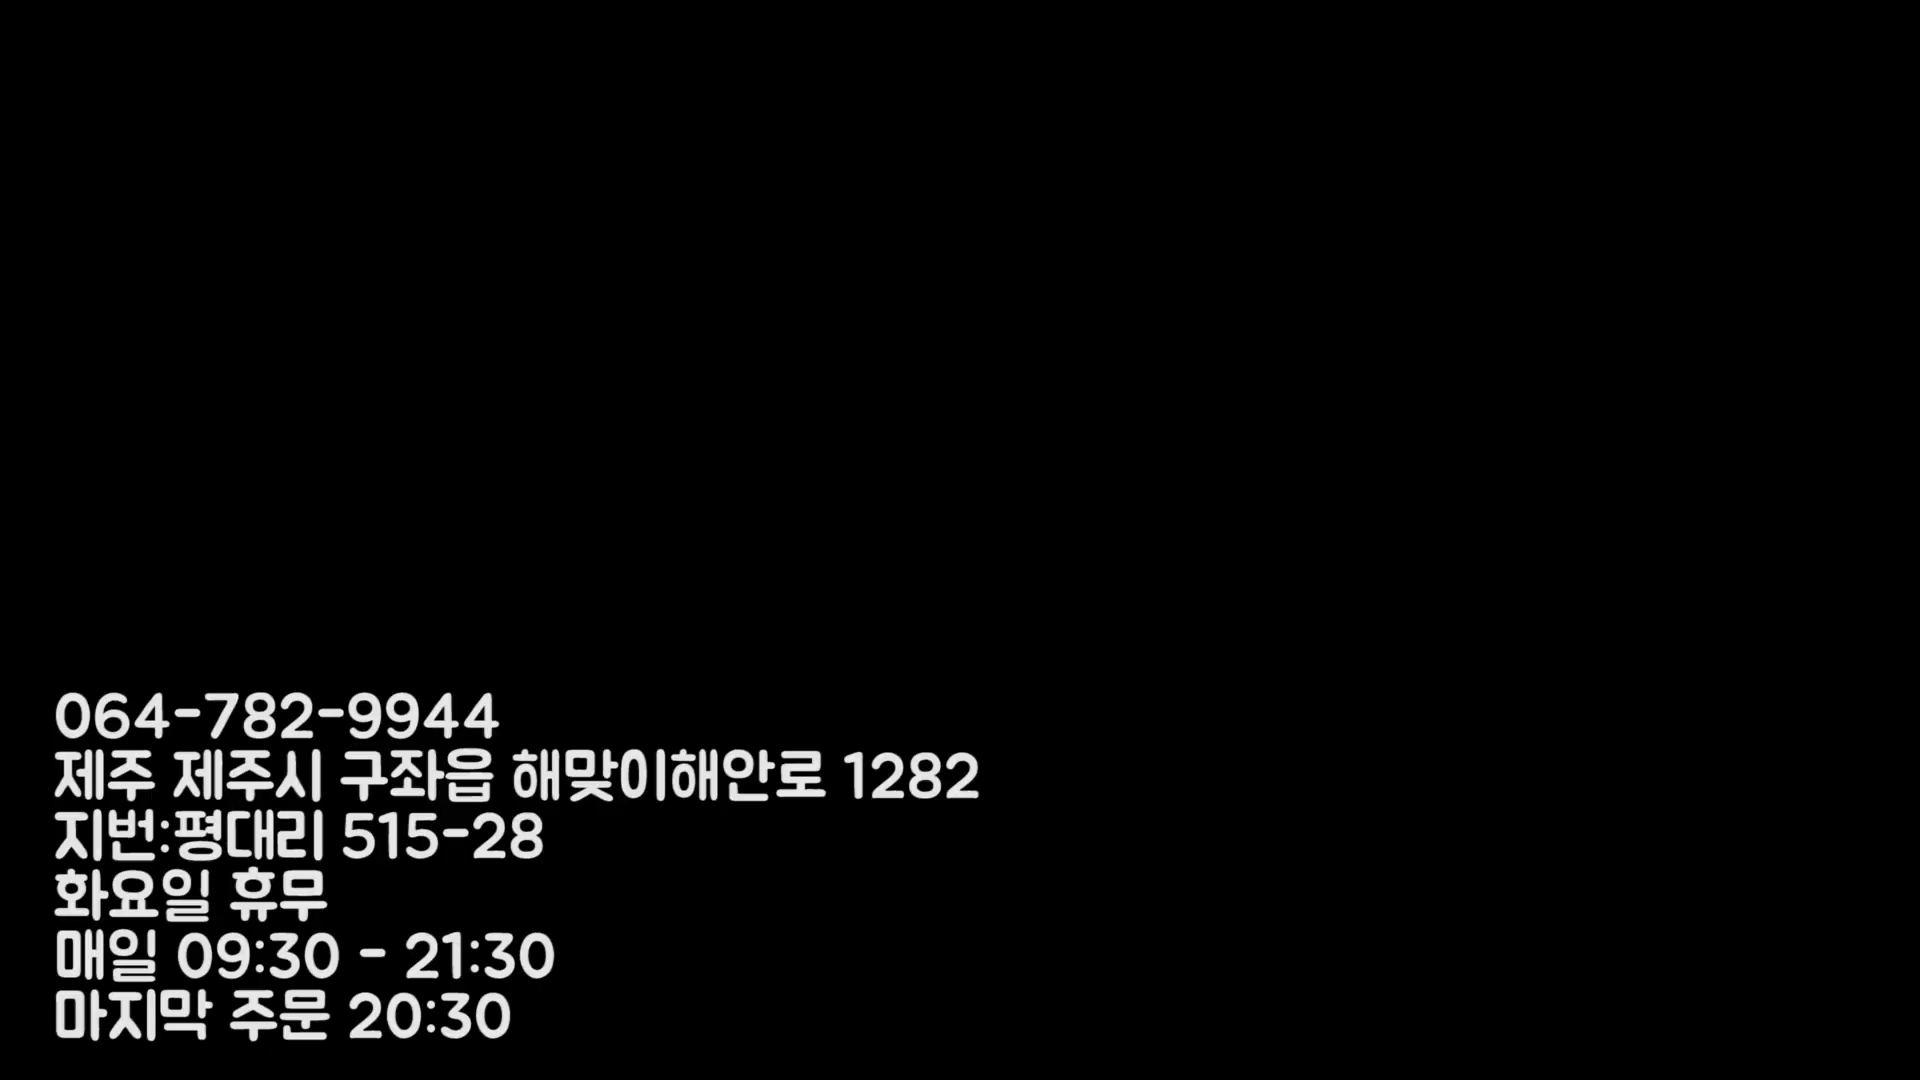 064-782-9944
제주 제주시 구좌읍 해맞이해안로 1282
지번:평대리 515-28
화요일 휴무
매일 09:30 - 21:30
마지막 주문 20:30